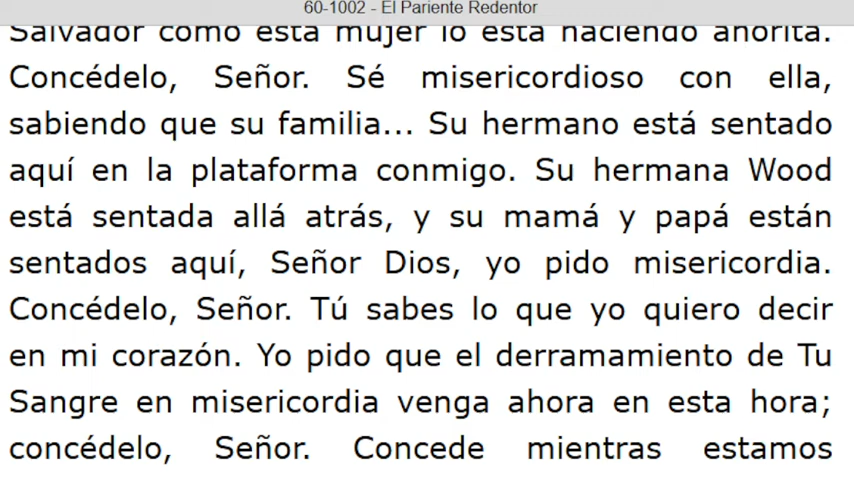 60-1002 - El Pariente Redentor
Salvador como esta mujer lo está haciendo ahorita.
Concédelo, Señor. Sé misericordioso con ella,
sabiendo que su familia... Su hermano está sentado
aquí en la plataforma conmigo. Su hermana Wood
está sentada allá atrás, y su mamá y papá están
sentados aquí, Señor Dios, yo pido misericordia.
Concédelo, Señor. Tú sabes lo que yo quiero decir
en mi corazón. Yo pido que el derramamiento de Tu
Sangre en misericordia venga ahora en esta hora;
concédelo, Señor. Concede mientras estamos